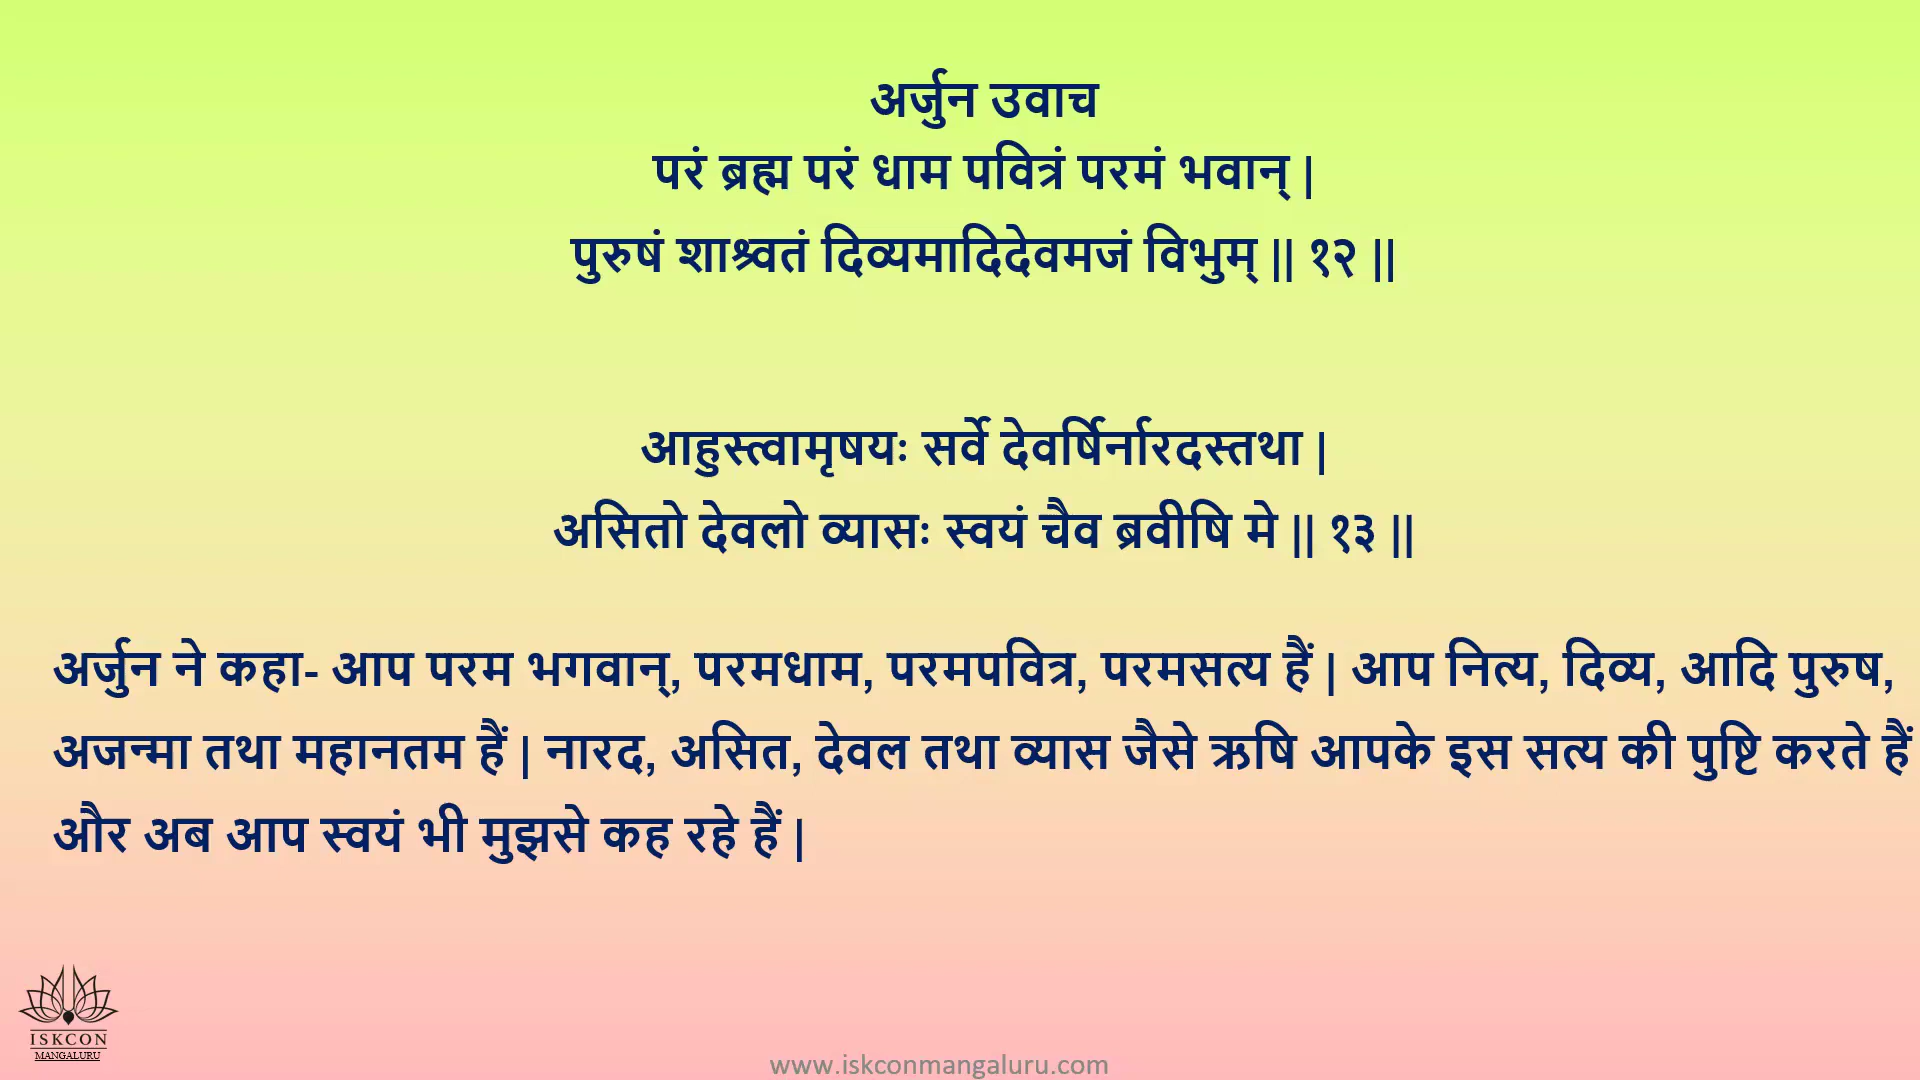 अर्जुन उवाच
परं ब्रह्म परं धाम पवित्रं परमं भवान् |
पुरुषं शाश्र्वतं दिव्यमादिदेवमजं विभुम् || १२ ||
आहुस्त्वामृषयः सर्वे देवर्षिर्नारदस्तथा |
असितो देवलो व्यासः स्वयं चैव ब्रवीषि मे || १३ ||
अर्जुन ने कहा- आप परम भगवान्, परमधाम, परमपवित्र, परमसत्य हैं | आप नित्य, दिव्य, आदि पुरुष,
अजन्मा तथा महानतम हैं | नारद, असित, देवल तथा व्यास जैसे ऋषि आपके इस सत्य की पुष्टि करते हैं
और अब आप स्वयं भी मुझसे कह रहे हैं |
ISKCON
MANGALURU
www.iskconmangaluru.com